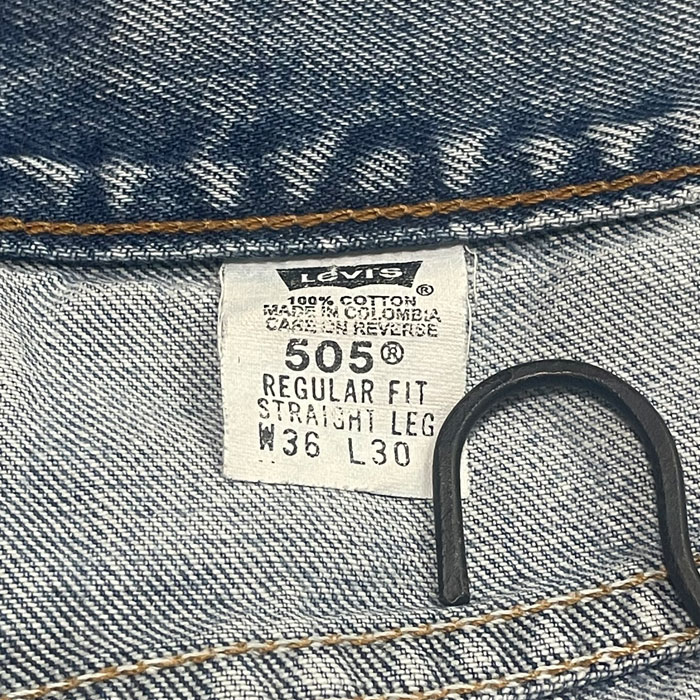 LEVI'S ®
100% COTTON
MADE IN COLOMBIA
CARE ON REVERSE
505®
REGULAR FIT
STRAIGHT LEG
W36 L30